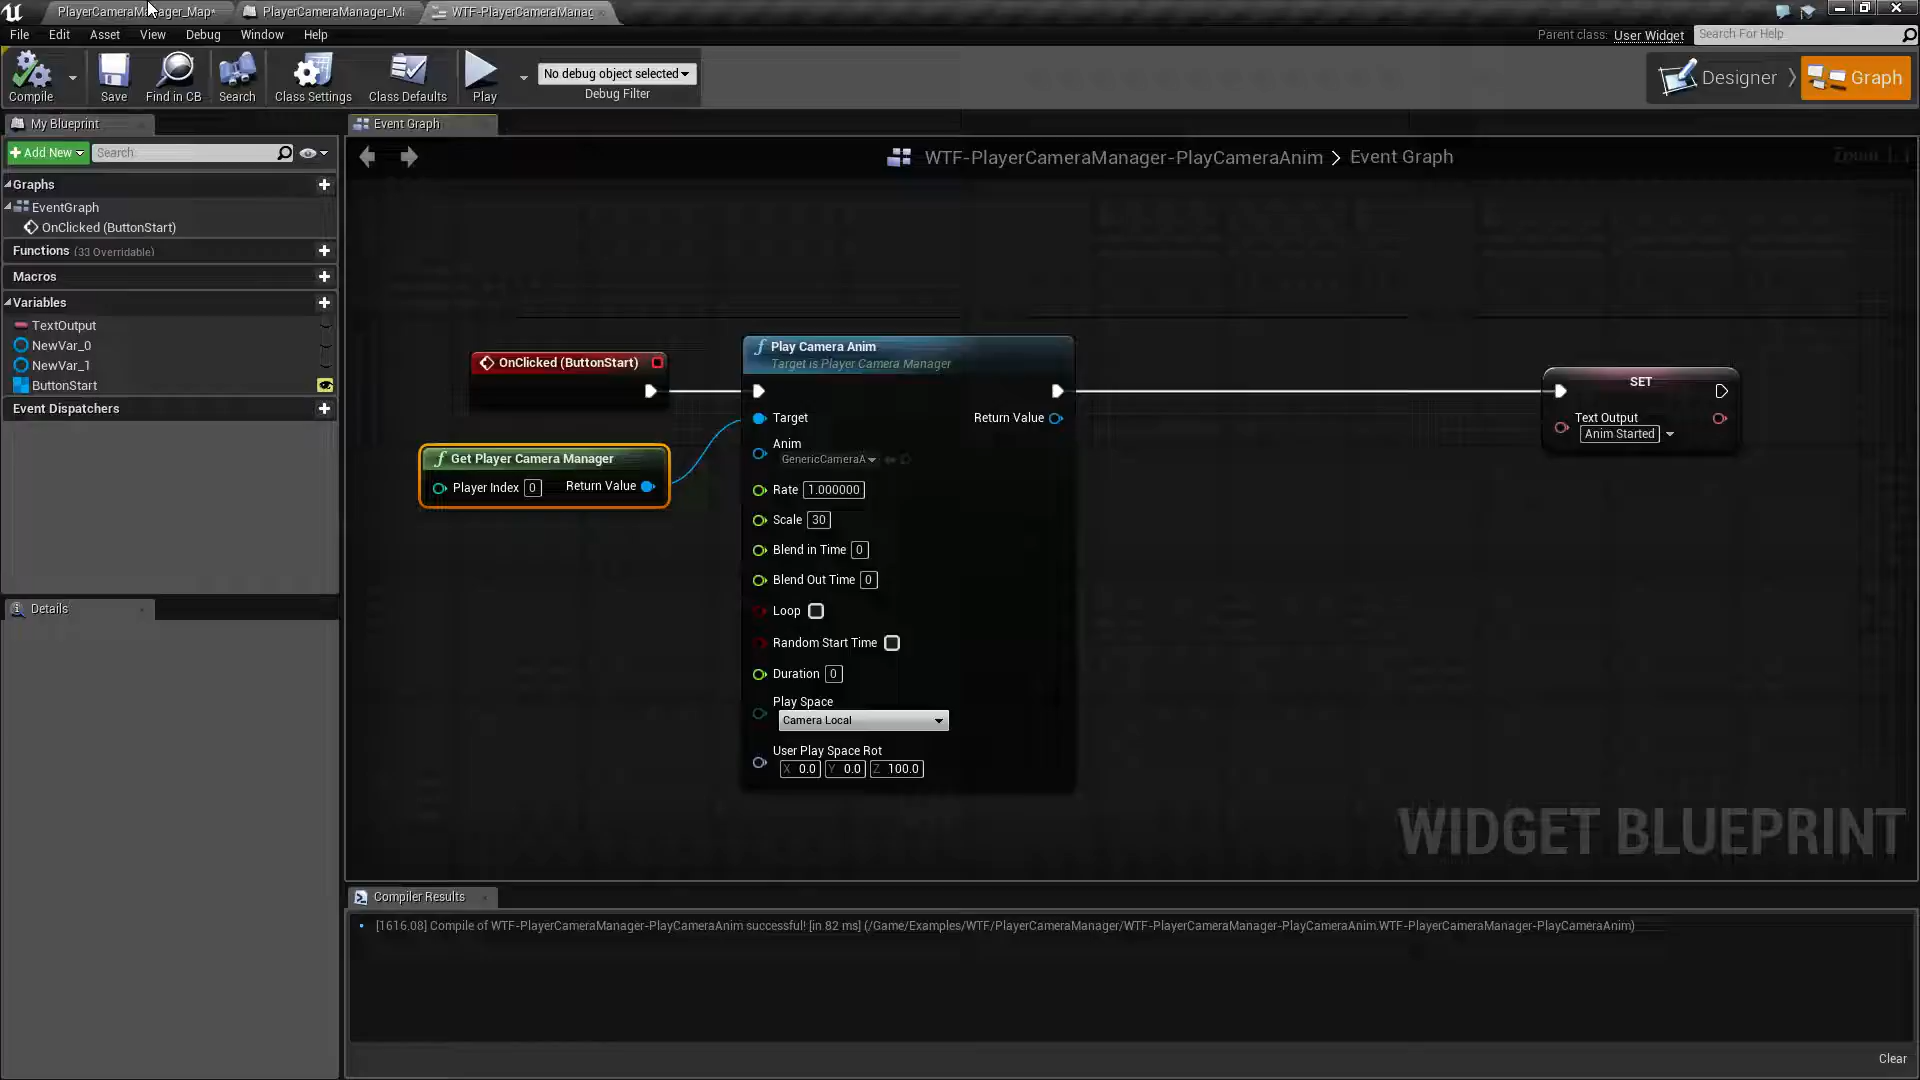 PlayerCameraManager_Map*
PlayerCameraManager_Ma
WTF-PlayerCameraManag
File Edit Asset View Debug Window Help
Parent class: User Widget
Search For Help
Compile
Save
Find in CB
Search
Class Settings
Class Defaults
Play
No debug object selected
Debug Filter
Designer
Graph
My Blueprint
Event Graph
Add New
Search
WTF-PlayerCameraManager-PlayCameraAnim > Event Graph
Graphs
EventGraph
OnClicked (ButtonStart)
Functions (33 Overridable)
Macros
Variables
TextOutput
NewVar_0
NewVar_1
ButtonStart
Event Dispatchers
Details
OnClicked (ButtonStart)
Get Player Camera Manager
Player Index 0 Return Value
Play Camera Anim
Target is Player Camera Manager
Target Return Value
Anim
GenericCameraA
Rate 1.000000
Scale 30
Blend in Time 0
Blend Out Time 0
Loop
Random Start Time
Duration 0
Play Space
Camera Local
User Play Space Rot
X 0.0 Y 0.0 Z 100.0
SET
Text Output
Anim Started
WIDGET BLUEPRINT
Compiler Results
[1616.08] Compile of WTF-PlayerCameraManager-PlayCameraAnim successful! [in 82 ms] (/Game/Examples/WTF/PlayerCameraManager/WTF-PlayerCameraManager-PlayCameraAnim.WTF-PlayerCameraManager-PlayCameraAnim)
Clear